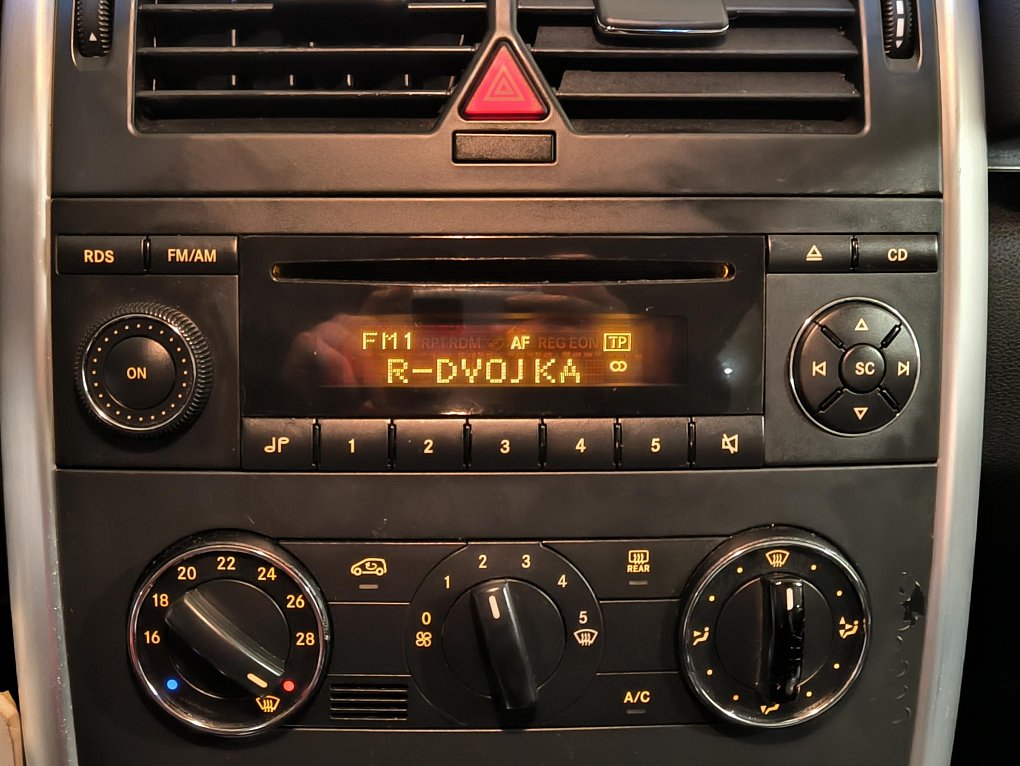 RDS FM/AM CD
FM1 RPT RDM AF REG EON TP
R-DVOJKA
ON
SC
1 2 3 4 5
16 18 20 22 24 26 28
0 1 2 3 4 5
REAR
A/C